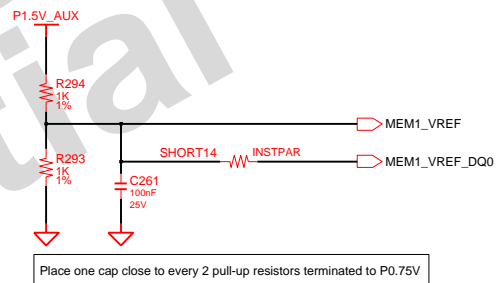 P1.5V_AUX
R294
1K
1%
MEM1_VREF
R293
1K
1%
SHORT14
INSTPAR
MEM1_VREF_DQ0
C261
100nF
25V
Place one cap close to every 2 pull-up resistors terminated to P0.75V
tial